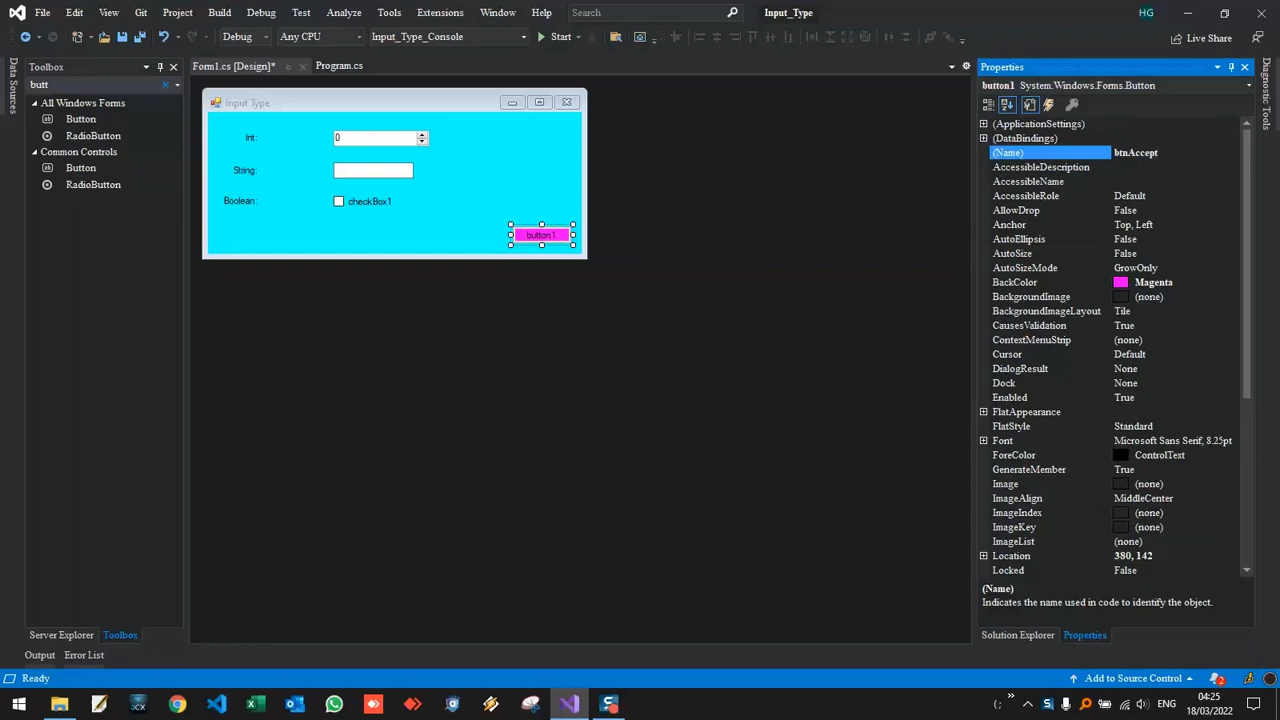 File Edit View Git Project Build Debug Test Analyze Tools Extensions Window Help Search Input_Type HG
Debug Any CPU Input_Type_Console Start Live Share
Data Sources
Toolbox
butt
All Windows Forms
Button
RadioButton
Common Controls
Button
RadioButton
Server Explorer Toolbox
Form1.cs [Design]* Program.cs
Input Type
Int: 0
String:
Boolean: checkBox1
button1
Properties
button1 System.Windows.Forms.Button
(ApplicationSettings)
(DataBindings)
(Name) btnAccept
AccessibleDescription
AccessibleName
AccessibleRole Default
AllowDrop False
Anchor Top, Left
AutoEllipsis False
AutoSize False
AutoSizeMode GrowOnly
BackColor Magenta
BackgroundImage (none)
BackgroundImageLayout Tile
CausesValidation True
ContextMenuStrip (none)
Cursor Default
DialogResult None
Dock None
Enabled True
FlatAppearance
FlatStyle Standard
Font Microsoft Sans Serif, 8.25pt
ForeColor ControlText
GenerateMember True
Image (none)
ImageAlign MiddleCenter
ImageIndex (none)
ImageKey (none)
ImageList (none)
Location 380, 142
Locked False
(Name)
Indicates the name used in code to identify the object.
Solution Explorer Properties
Diagnostic Tools
Output Error List
Ready Add to Source Control 2
ENG 04:25
18/03/2022